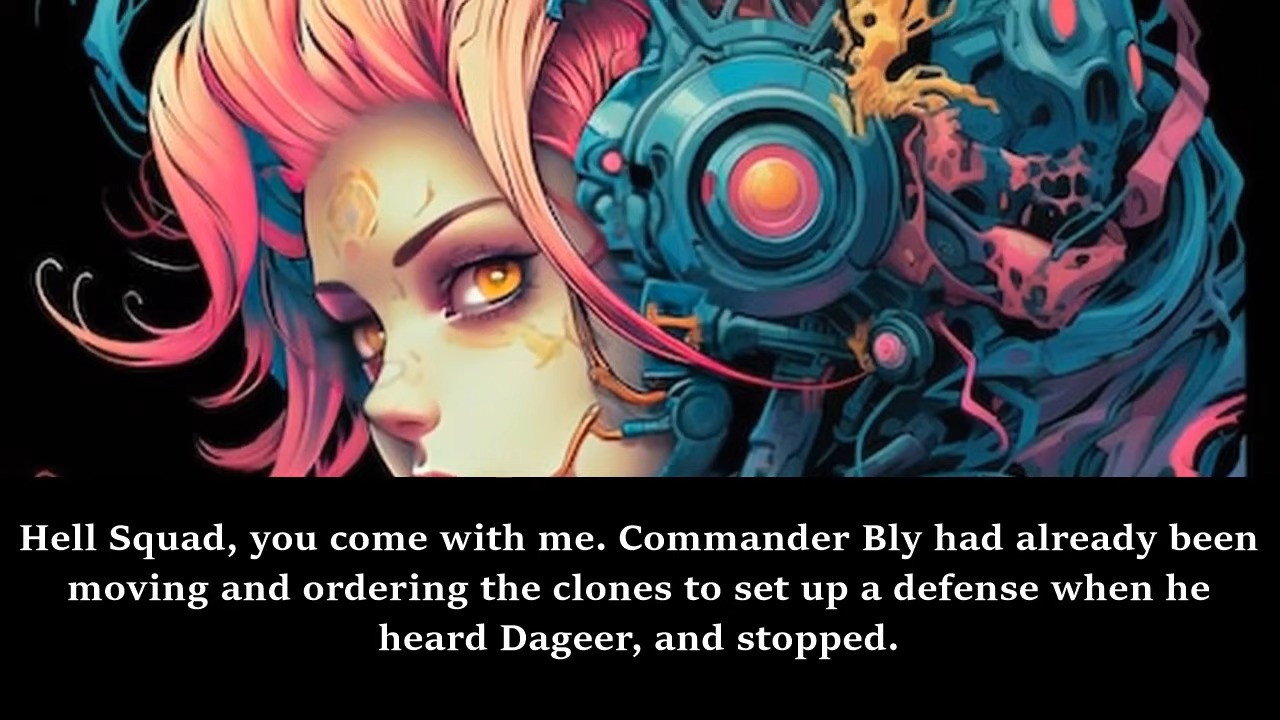 Hell Squad, you come with me. Commander Bly had already been
moving and ordering the clones to set up a defense when he
heard Dageer, and stopped.